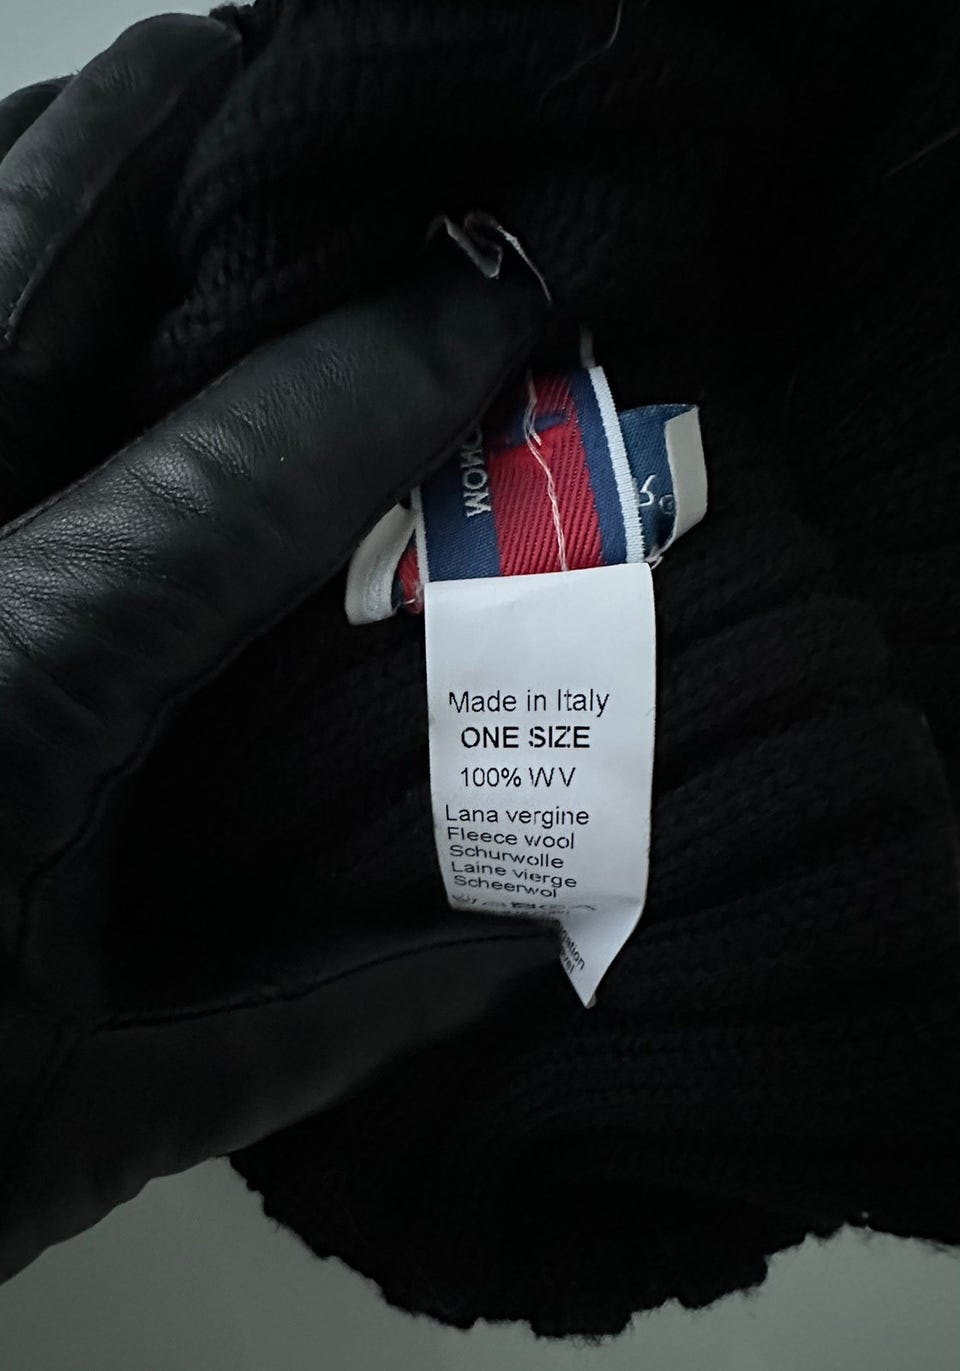 Made in Italy
ONE SIZE
100% WV
Lana vergine
Fleece wool
Schurwolle
Laine vierge
Scheerwol